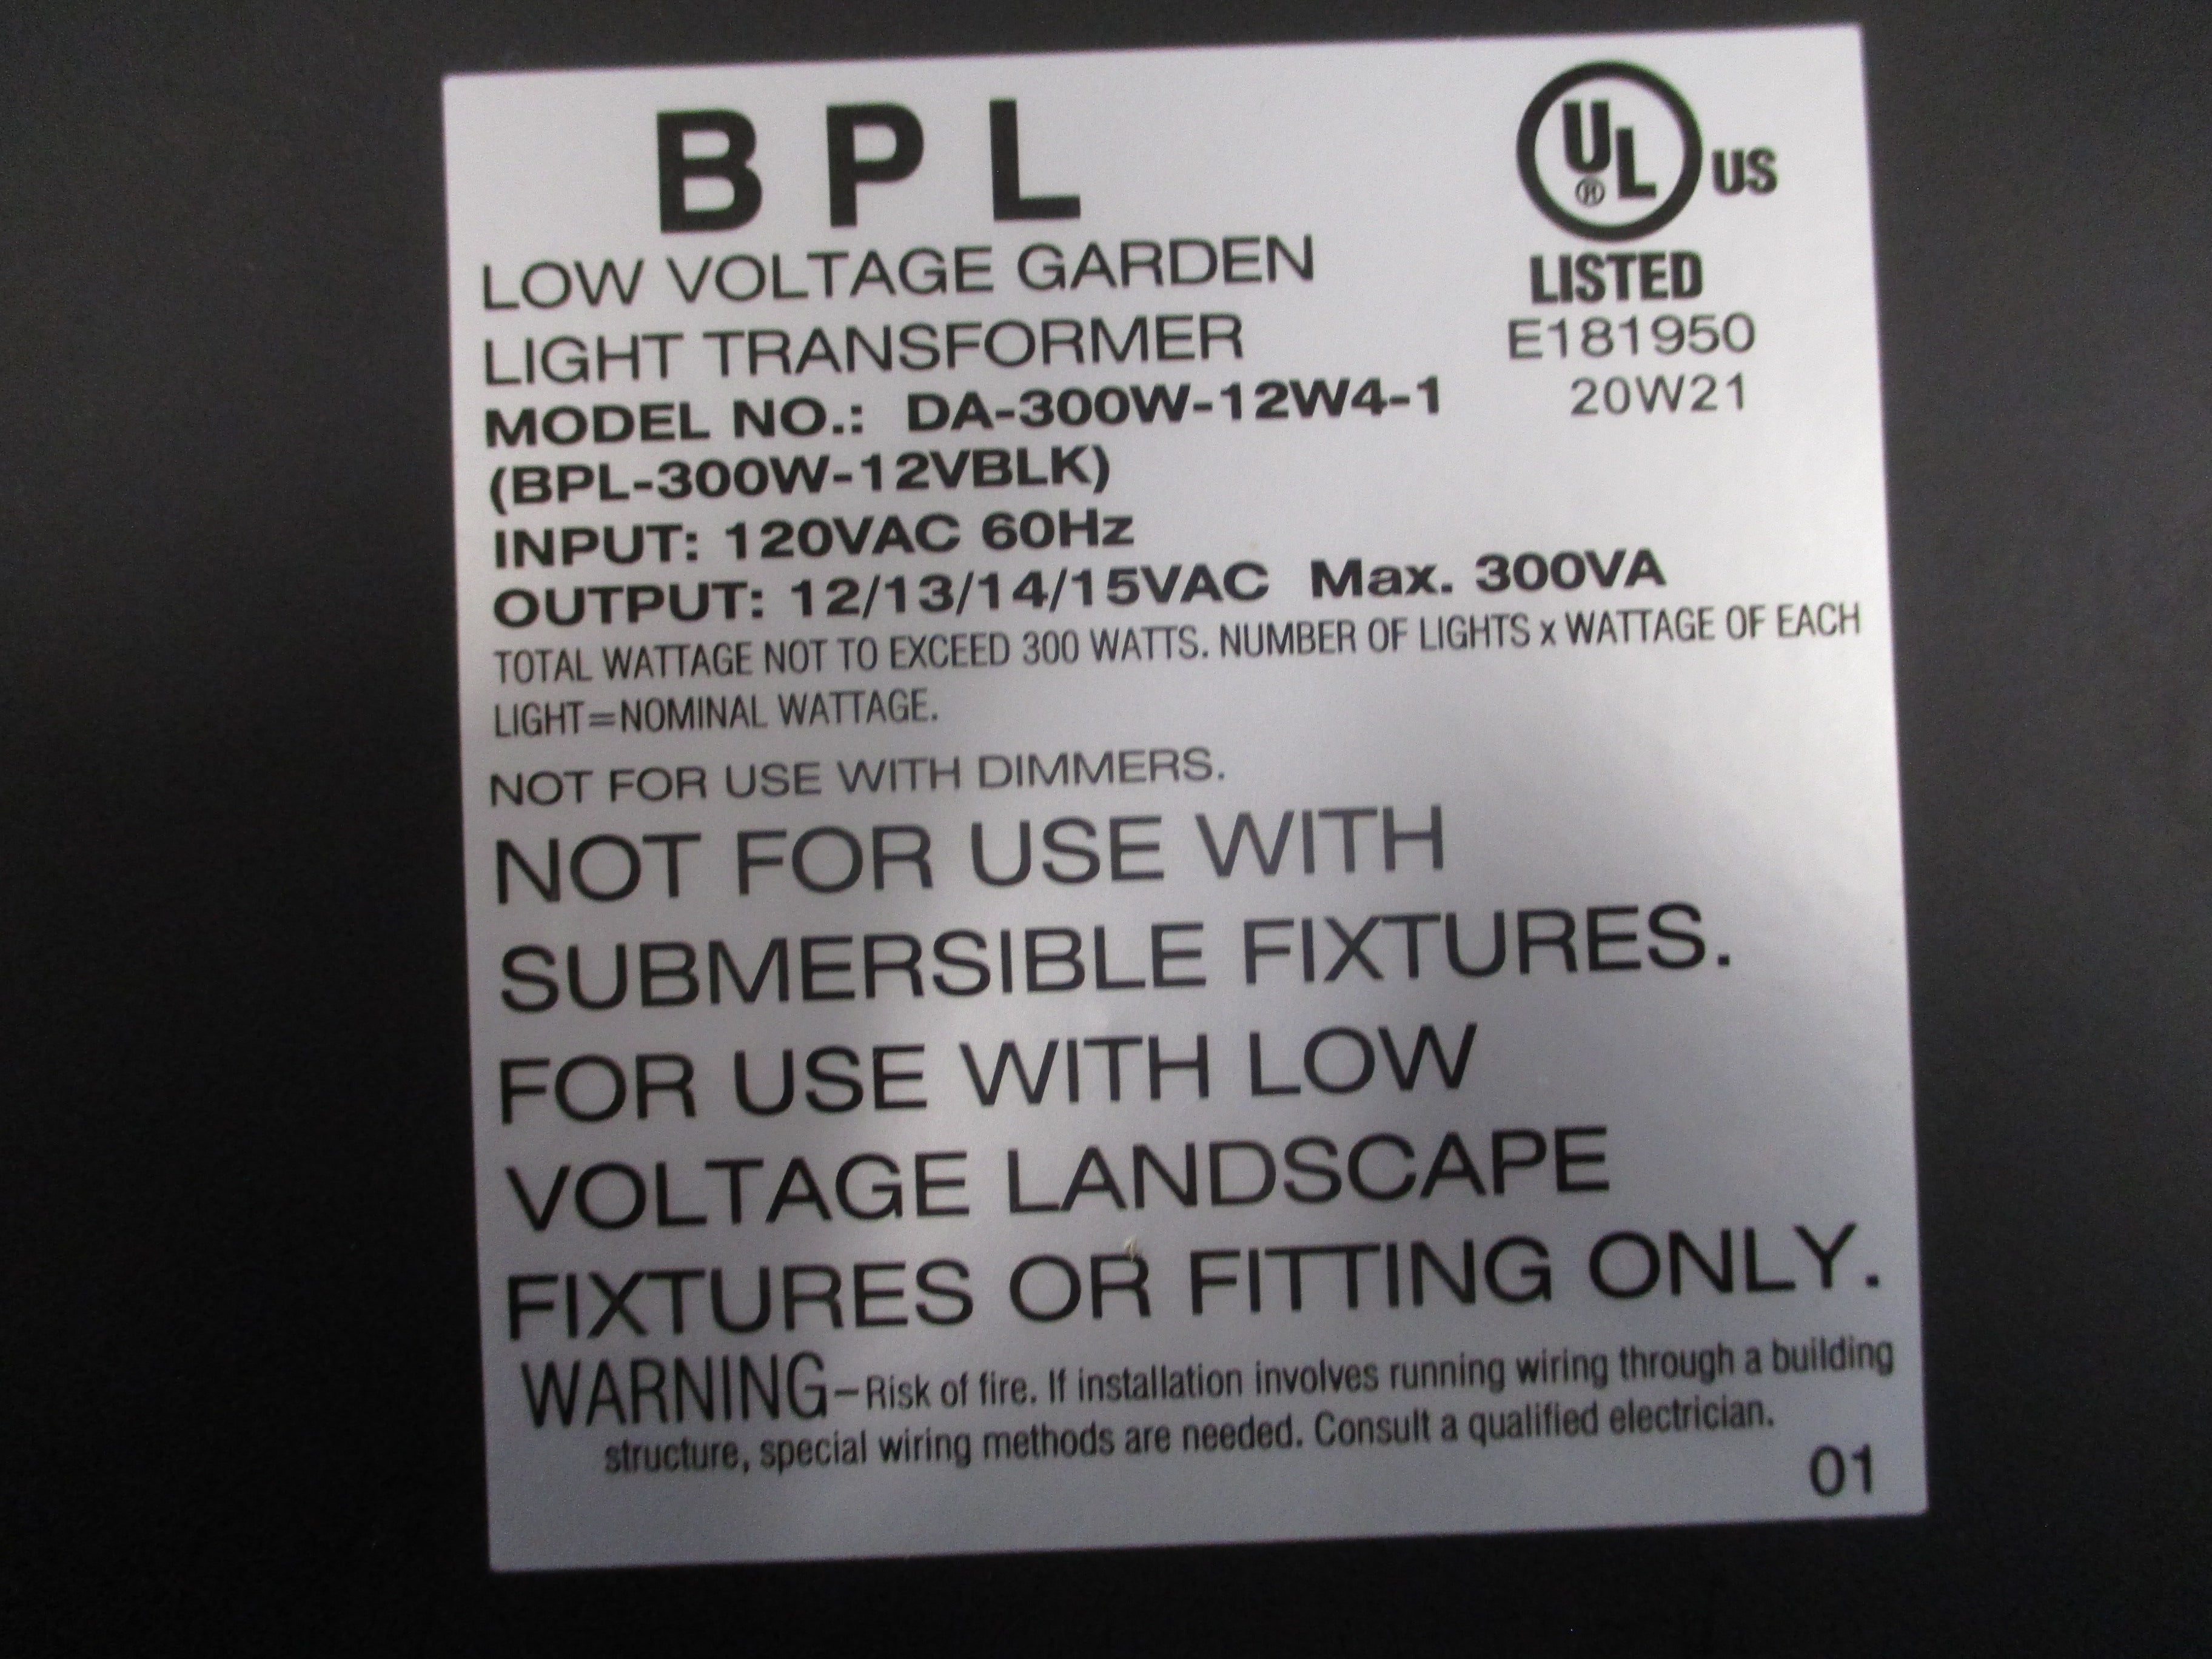 B P L
UL ® US
LISTED
E181950
20W21
LOW VOLTAGE GARDEN
LIGHT TRANSFORMER
MODEL NO.: DA-300W-12W4-1
(BPL-300W-12VBLK)
INPUT: 120VAC 60Hz
OUTPUT: 12/13/14/15VAC Max. 300VA
TOTAL WATTAGE NOT TO EXCEED 300 WATTS. NUMBER OF LIGHTS x WATTAGE OF EACH
LIGHT=NOMINAL WATTAGE.
NOT FOR USE WITH DIMMERS.
NOT FOR USE WITH
SUBMERSIBLE FIXTURES.
FOR USE WITH LOW
VOLTAGE LANDSCAPE
FIXTURES OR FITTING ONLY.
WARNING–Risk of fire. If installation involves running wiring through a building
structure, special wiring methods are needed. Consult a qualified electrician.
01